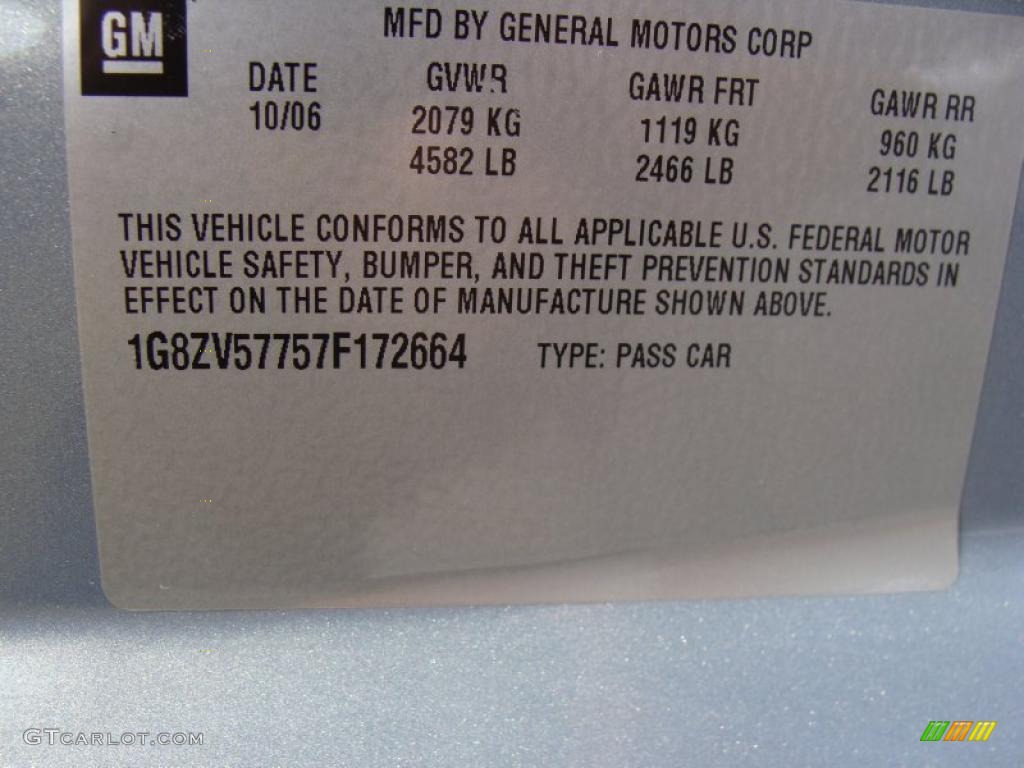 GM
MFD BY GENERAL MOTORS CORP
DATE GVWR GAWR FRT GAWR RR
10/06 2079 KG 1119 KG 960 KG
4582 LB 2466 LB 2116 LB
THIS VEHICLE CONFORMS TO ALL APPLICABLE U.S. FEDERAL MOTOR
VEHICLE SAFETY, BUMPER, AND THEFT PREVENTION STANDARDS IN
EFFECT ON THE DATE OF MANUFACTURE SHOWN ABOVE.
1G8ZV57757F172664 TYPE: PASS CAR
GTCARLOT.COM